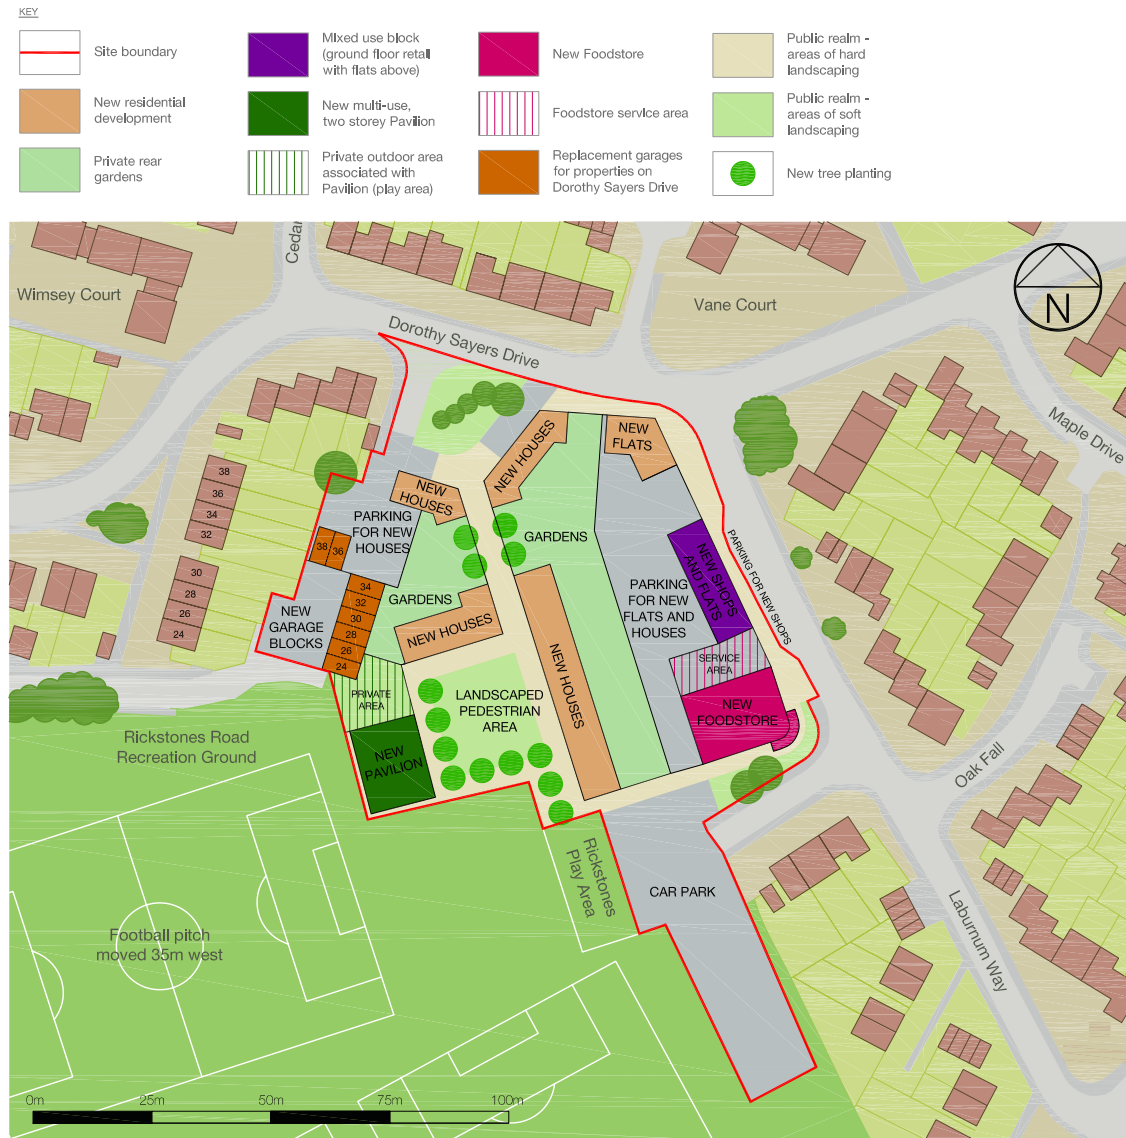 KEY
Site boundary
New residential
development
Private rear
gardens
Mixed use block
(ground floor retail
with flats above)
New multi-use,
two storey Pavilion
Private outdoor area
associated with
Pavilion (play area)
New Foodstore
Foodstore service area
Replacement garages
for properties on
Dorothy Sayers Drive
Public realm -
areas of hard
landscaping
Public realm -
areas of soft
landscaping
New tree planting
Wimsey Court
Cedar
Dorothy Sayers Drive
Vane Court
N
Maple Drive
38
36
34
32
30
28
26
24
NEW HOUSES
NEW
FLATS
NEW
HOUSES
PARKING
FOR NEW
HOUSES
38
36
GARDENS
NEW SHOPS
AND FLATS
PARKING FOR NEW SHOPS
34
32
30
28
26
24
GARDENS
NEW
GARAGE
BLOCKS
NEW HOUSES
PARKING
FOR NEW
FLATS AND
HOUSES
SERVICE
AREA
NEW HOUSES
PRIVATE
AREA
LANDSCAPED
PEDESTRIAN
AREA
NEW
FOODSTORE
NEW
PAVILION
Rickstones Road
Recreation Ground
Oak Fall
Rickstones
Play Area
CAR PARK
Laburnum Way
Football pitch
moved 35m west
0m
25m
50m
75m
100m